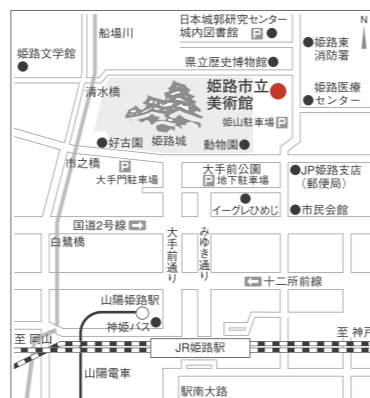 船場川
日本城郭研究センター
城内図書館 P
N
姫路文学館
姫路東
消防署
県立歴史博物館
清水橋
姫路市立
美術館
姫路医療
センター
姫山駐車場 P
好古園
姫路城
動物園
市之橋
P
大手門駐車場
大手前公園
P 地下駐車場
JP姫路支店
（郵便局）
イーグレひめじ
市民会館
国道2号線
白鷺橋
大手前通り
みゆき通り
十二所前線
山陽姫路駅
神姫バス
至 岡山
至 神戸
JR姫路駅
山陽電車
駅南大路